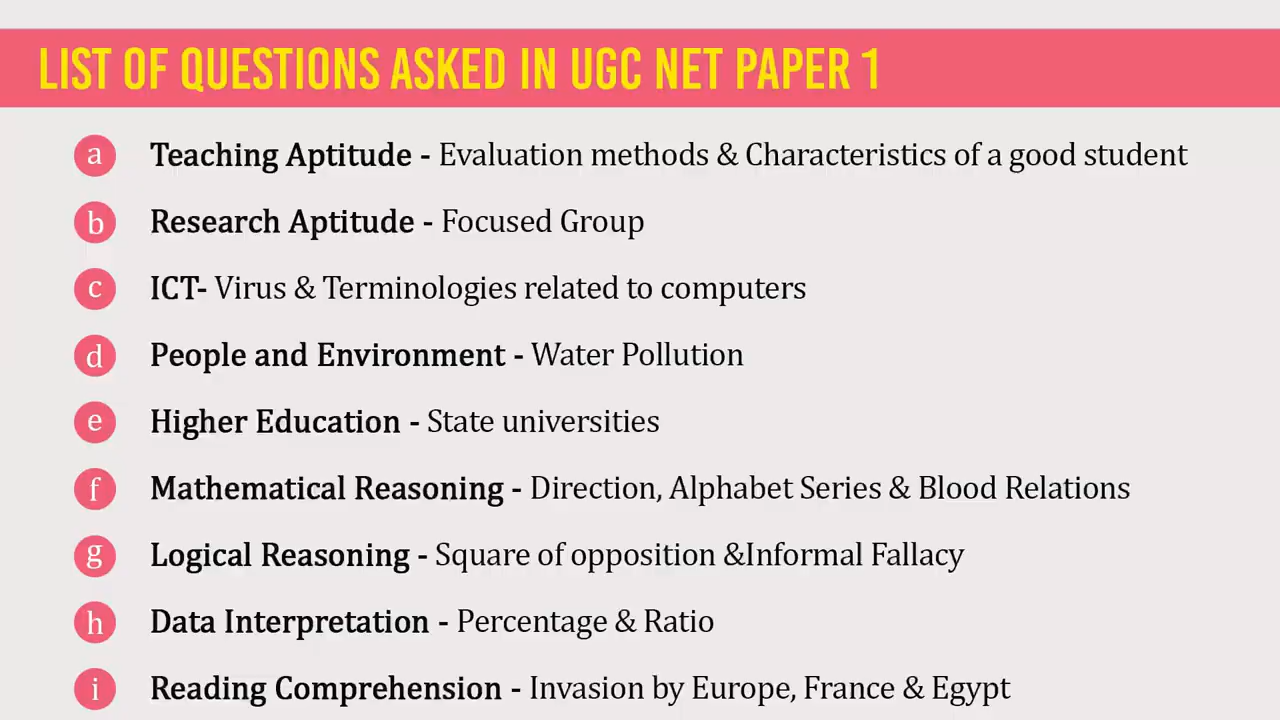 LIST OF QUESTIONS ASKED IN UGC NET PAPER 1
a Teaching Aptitude - Evaluation methods & Characteristics of a good student
b Research Aptitude - Focused Group
c ICT- Virus & Terminologies related to computers
d People and Environment - Water Pollution
e Higher Education - State universities
f Mathematical Reasoning - Direction, Alphabet Series & Blood Relations
g Logical Reasoning - Square of opposition &Informal Fallacy
h Data Interpretation - Percentage & Ratio
i Reading Comprehension - Invasion by Europe, France & Egypt